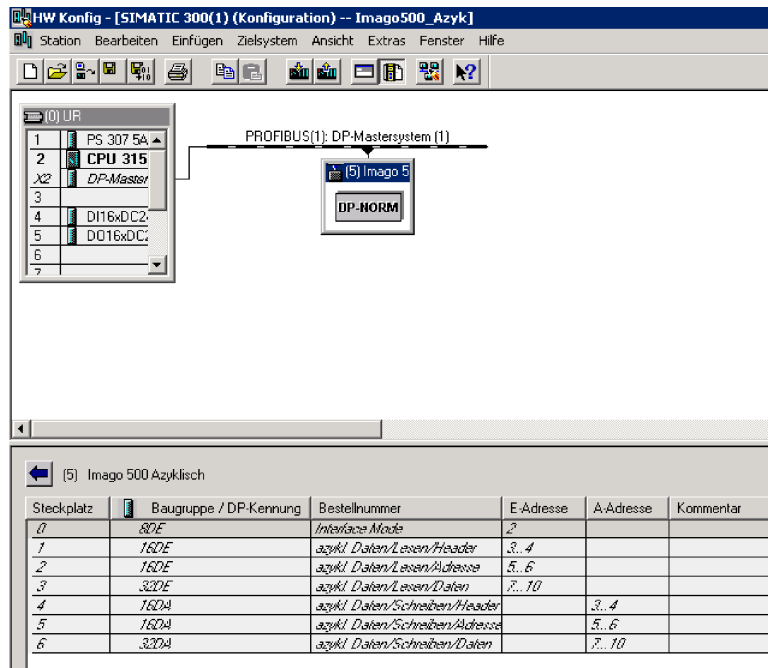 HW Konfig - [SIMATIC 300(1) (Konfiguration) -- Imago500_Azyk]
Station Bearbeiten Einfügen Zielsystem Ansicht Extras Fenster Hilfe
(0) UR
1 PS 307 5A
2 CPU 315
X2 DP-Master
3
4 DI16xDC24
5 DO16xDC2
6
7
PROFIBUS(1): DP-Mastersystem (1)
(5) Imago 5
DP-NORM
(5) Imago 500 Azyklisch
Steckplatz Baugruppe / DP-Kennung Bestellnummer E-Adresse A-Adresse Kommentar
0 8DE Interface Mode 2
1 16DE azykl. Daten/Lesen/Header 3...4
2 16DE azykl. Daten/Lesen/Adresse 5...6
3 32DE azykl. Daten/Lesen/Daten 7...10
4 16DA azykl. Daten/Schreiben/Header 3...4
5 16DA azykl. Daten/Schreiben/Adresse 5...6
6 32DA azykl. Daten/Schreiben/Daten 7...10